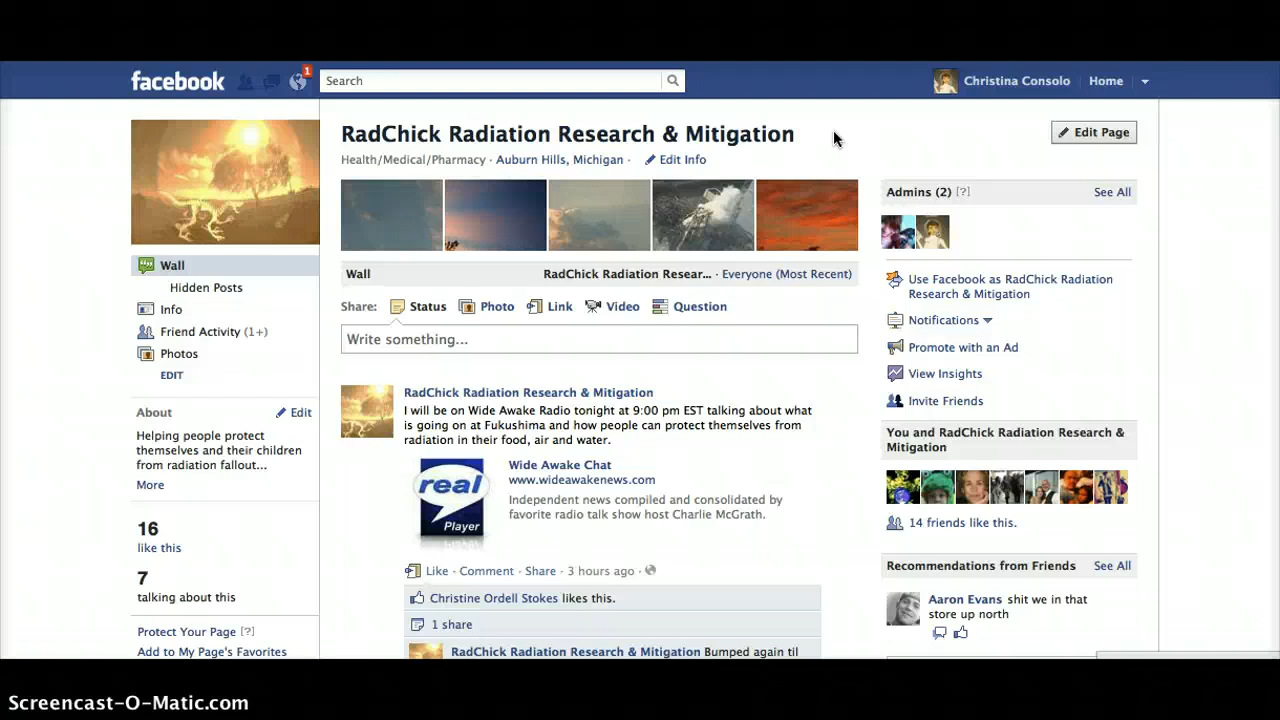 facebook
1
Search
Christina Consolo
Home
RadChick Radiation Research & Mitigation
Edit Page
Health/Medical/Pharmacy · Auburn Hills, Michigan · Edit Info
Wall
Hidden Posts
Info
Friend Activity (1+)
Photos
EDIT
About
Edit
Helping people protect
themselves and their children
from radiation fallout...
More
16
like this
7
talking about this
Protect Your Page [?]
Add to My Page's Favorites
Wall
RadChick Radiation Resear... · Everyone (Most Recent)
Share: Status Photo Link Video Question
Write something...
RadChick Radiation Research & Mitigation
I will be on Wide Awake Radio tonight at 9:00 pm EST talking about what
is going on at Fukushima and how people can protect themselves from
radiation in their food, air and water.
real
Player
Wide Awake Chat
www.wideawakenews.com
Independent news compiled and consolidated by
favorite radio talk show host Charlie McGrath.
Like · Comment · Share · 3 hours ago ·
Christine Ordell Stokes likes this.
1 share
RadChick Radiation Research & Mitigation Bumped again til
Admins (2) [?]
See All
Use Facebook as RadChick Radiation
Research & Mitigation
Notifications
Promote with an Ad
View Insights
Invite Friends
You and RadChick Radiation Research &
Mitigation
14 friends like this.
Recommendations from Friends
See All
Aaron Evans shit we in that
store up north
Screencast-O-Matic.com